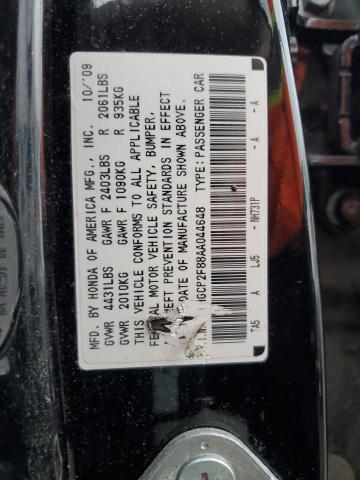 MFD. BY HONDA OF AMERICA MFG., INC. 10/'09
GVWR 4431LBS GAWR F 2403LBS R 2061LBS
GVWR 2010KG GAWR F 1090KG R 935KG
THIS VEHICLE CONFORMS TO ALL APPLICABLE
FEDERAL MOTOR VEHICLE SAFETY, BUMPER,
THEFT PREVENTION STANDARDS IN EFFECT
DATE OF MANUFACTURE SHOWN ABOVE.
HGCP2F88AA044648 TYPE: PASSENGER CAR
TA5 A LJ5 - NH731P - A - A